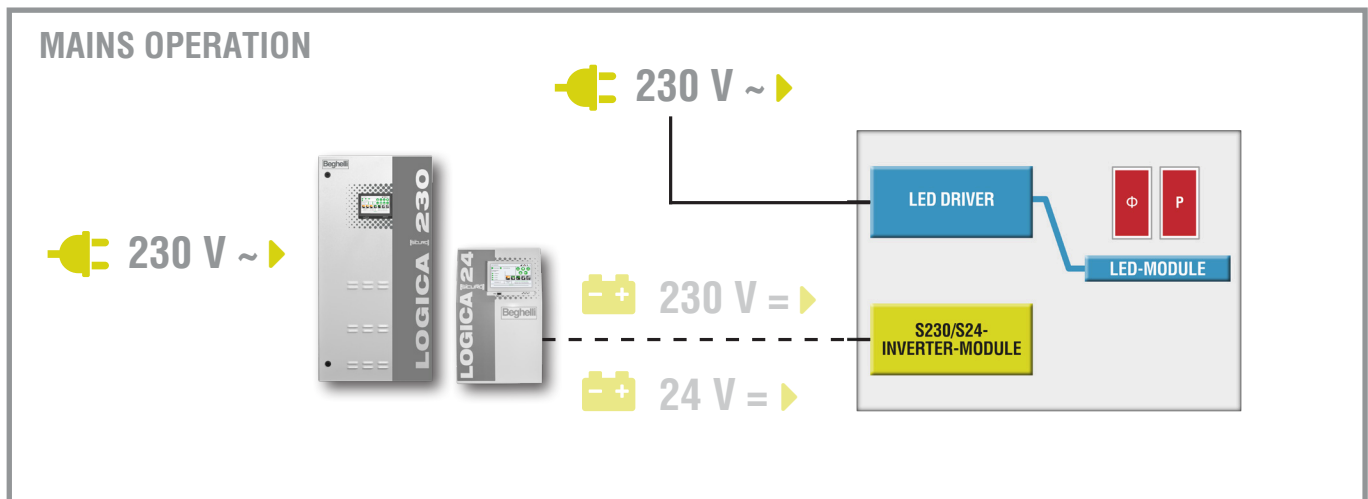 MAINS OPERATION
230 V ~
230 V ~
Beghelli
LOGICA 230
LED DRIVER
Φ
P
LED-MODULE
LOGICA 24
Beghelli
230 V =
24 V =
S230/S24-
INVERTER-MODULE